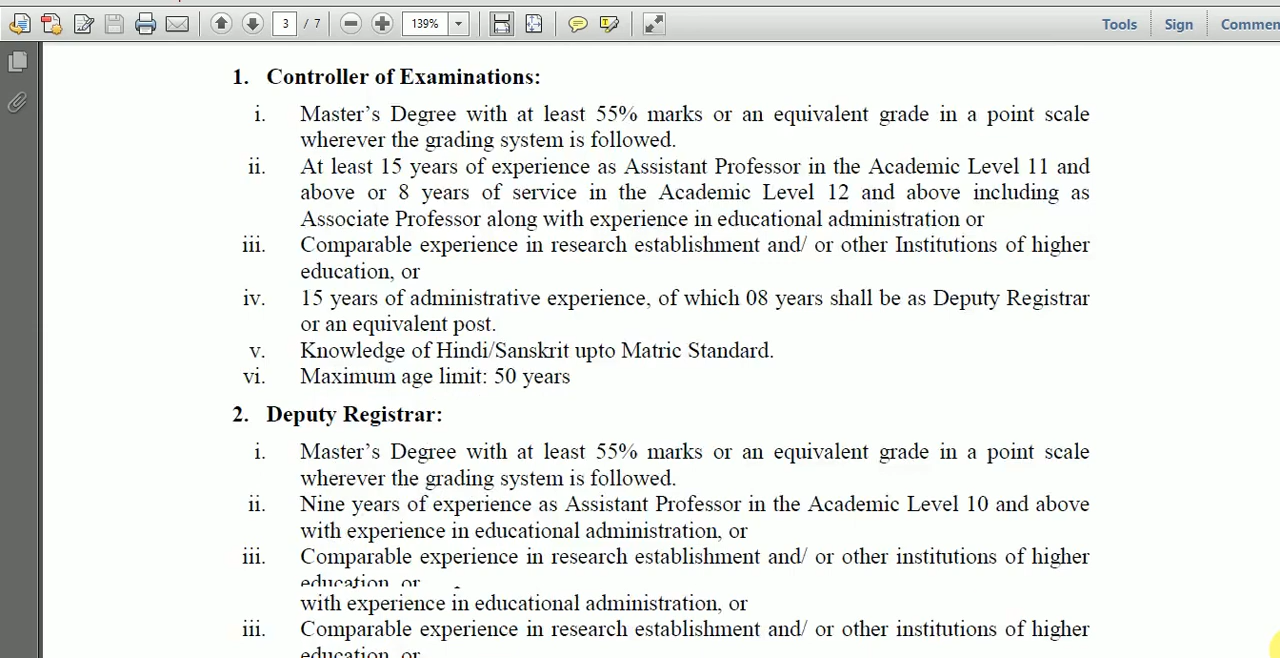 3 / 7
139%
Tools
Sign
Commen
1. Controller of Examinations:
i. Master's Degree with at least 55% marks or an equivalent grade in a point scale
wherever the grading system is followed.
ii. At least 15 years of experience as Assistant Professor in the Academic Level 11 and
above or 8 years of service in the Academic Level 12 and above including as
Associate Professor along with experience in educational administration or
iii. Comparable experience in research establishment and/ or other Institutions of higher
education, or
iv. 15 years of administrative experience, of which 08 years shall be as Deputy Registrar
or an equivalent post.
v. Knowledge of Hindi/Sanskrit upto Matric Standard.
vi. Maximum age limit: 50 years
2. Deputy Registrar:
i. Master's Degree with at least 55% marks or an equivalent grade in a point scale
wherever the grading system is followed.
ii. Nine years of experience as Assistant Professor in the Academic Level 10 and above
with experience in educational administration, or
iii. Comparable experience in research establishment and/ or other institutions of higher
education, or
with experience in educational administration, or
iii. Comparable experience in research establishment and/ or other institutions of higher
education, or